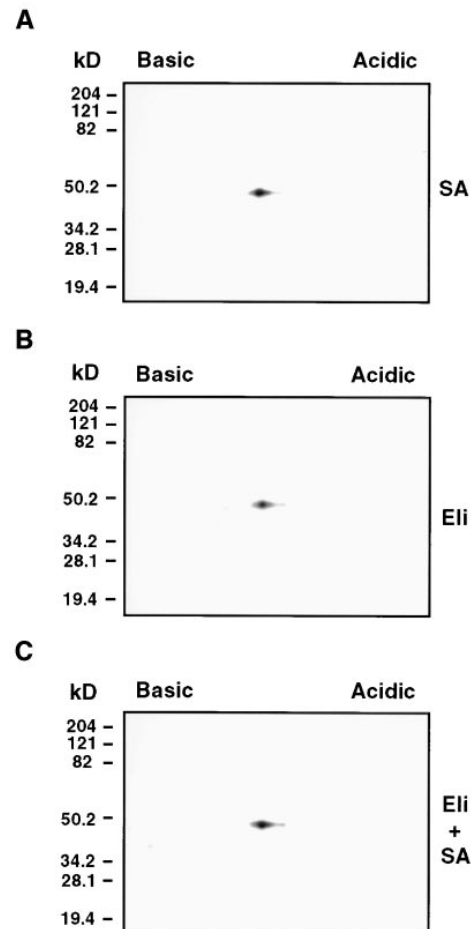 A
kD Basic Acidic
204
121
82
50.2
34.2
28.1
19.4
SA
B
kD Basic Acidic
204
121
82
50.2
34.2
28.1
19.4
Eli
C
kD Basic Acidic
204
121
82
50.2
34.2
28.1
19.4
Eli
+
SA